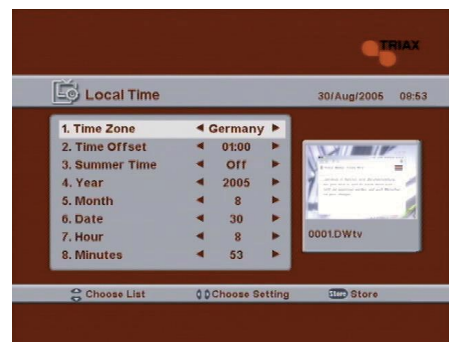 TRIAX
Local Time
30/Aug/2005 08:53
1. Time Zone Germany
2. Time Offset 01:00
3. Summer Time Off
4. Year 2005
5. Month 8
6. Date 30
7. Hour 8
8. Minutes 53
0001.DWtv
Choose List Choose Setting Store Store